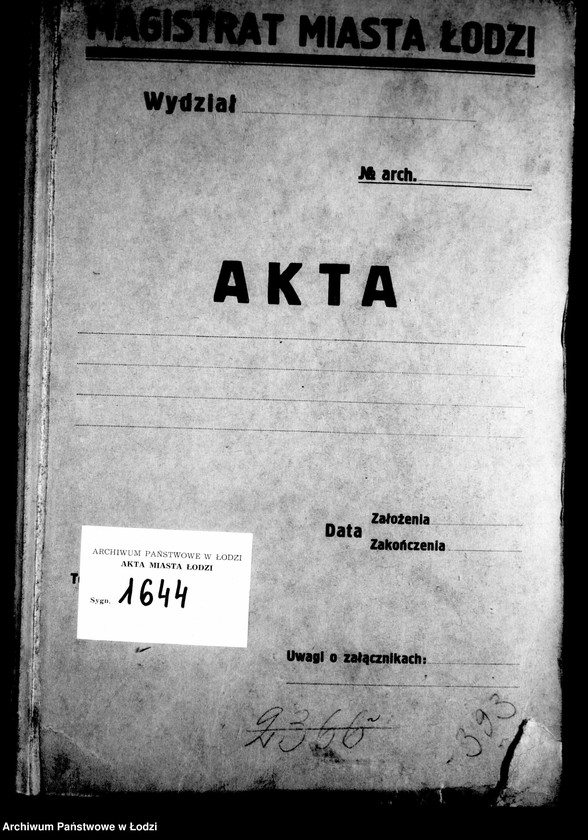 MAGISTRAT MIASTA ŁODZI
Wydział
№ arch.
AKTA
Data
Założenia
Zakończenia
ARCHIWUM PAŃSTWOWE W ŁODZI
AKTA MIASTA ŁODZI
Sygn. 1644
Uwagi o załącznikach:
2366
393
Archiwum Państwowe w Łodzi